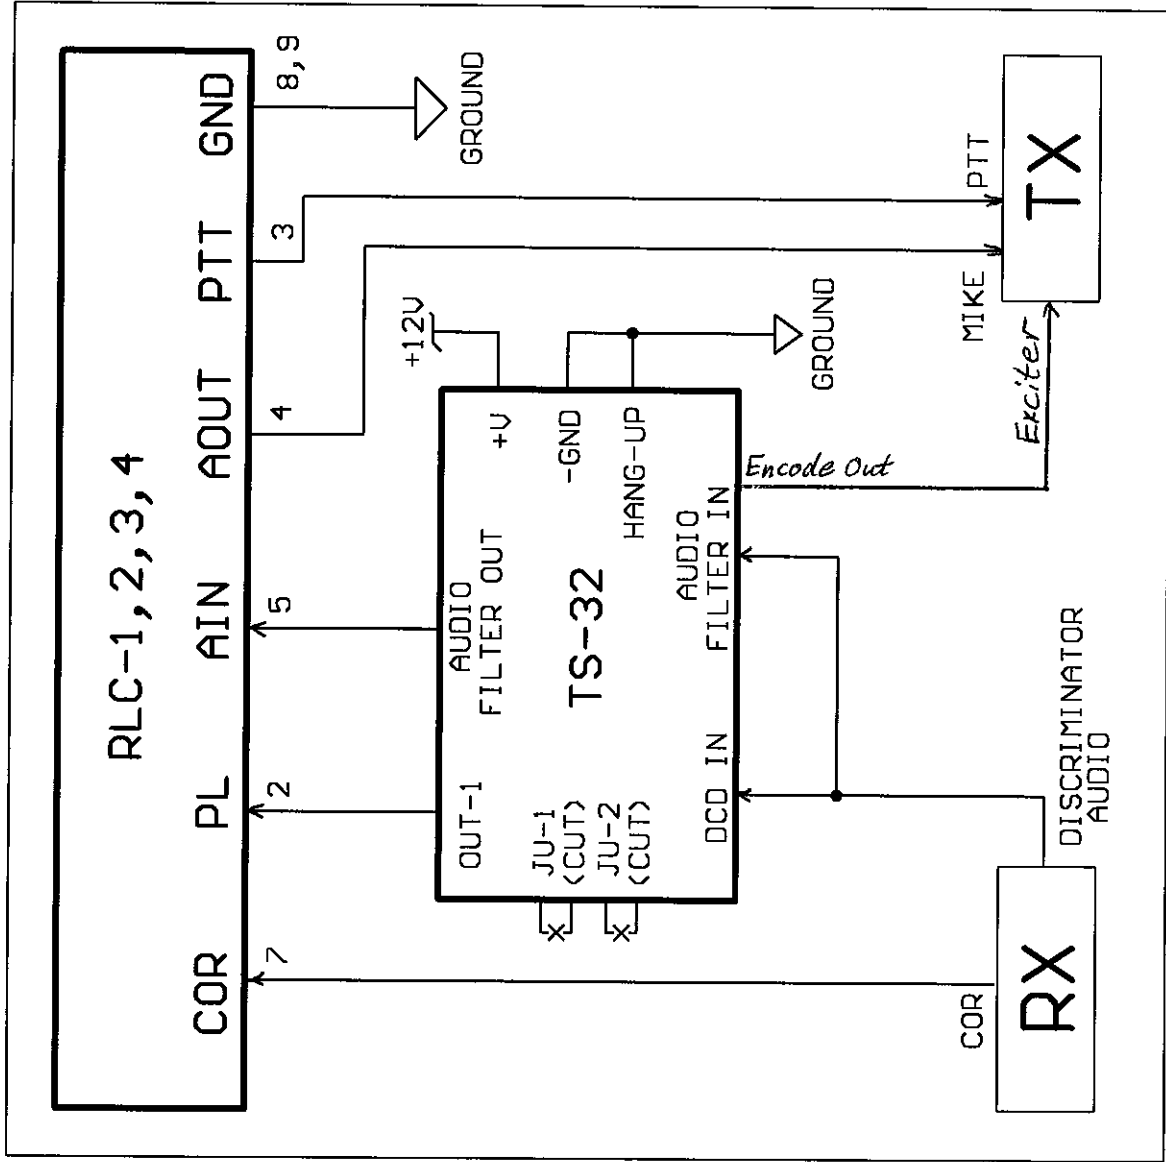 RLC-1,2,3,4
COR
PL
AIN
AOUT
PTT
GND
7
2
5
4
3
8,9
GROUND
+12V
OUT-1
AUDIO
FILTER OUT
+V
JU-1
(CUT)
JU-2
(CUT)
TS-32
-GND
HANG-UP
DCD IN
AUDIO
FILTER IN
Encode Out
GROUND
Exciter
COR
RX
DISCRIMINATOR
AUDIO
MIKE
PTT
TX